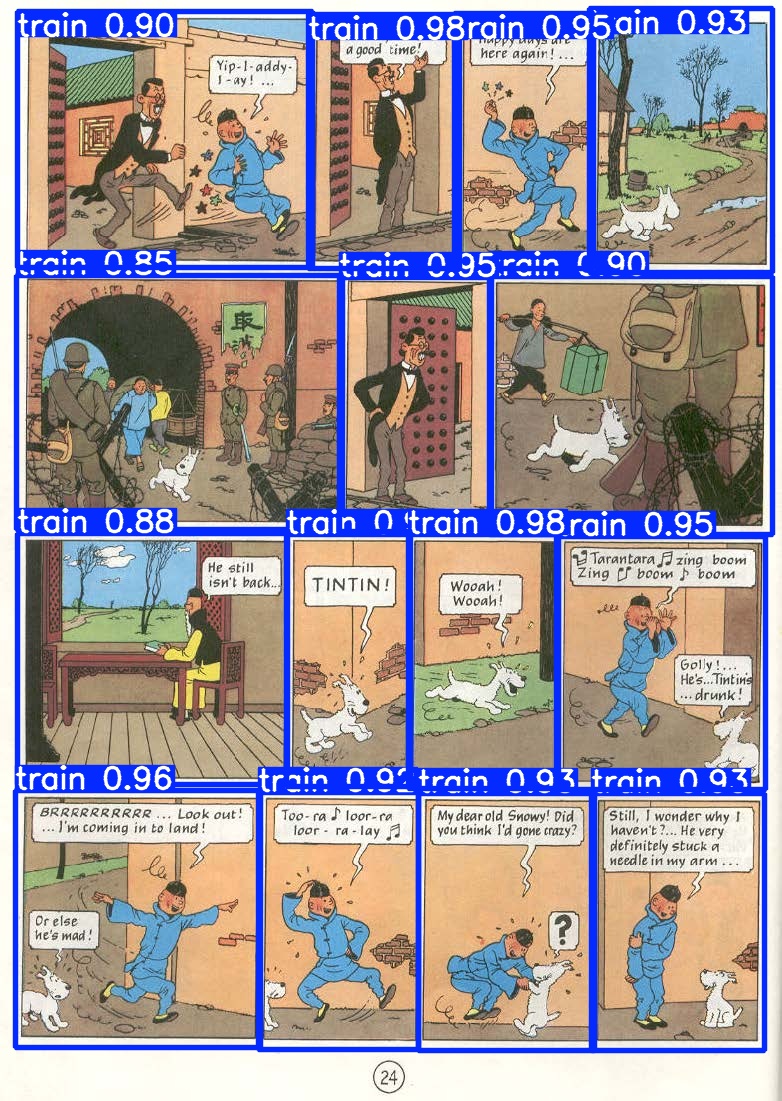 train 0.90
train 0.98
train 0.95
ain 0.93
Yip-I-addy-
I-ay! ...
a good time!
Happy days are
here again! ...
train 0.85
train 0.95
rain 0.90
取
train 0.88
train 0.9
train 0.98
rain 0.95
He still
isn't back...
TINTIN!
Wooah!
Wooah!
Tarantara ♫ zing boom
Zing ♫ boom ♪ boom
Golly!...
He's...Tintin's
...drunk!
train 0.96
train 0.92
train 0.93
train 0.93
BRRRRRRRRRR ... Look out!
... I'm coming in to land!
Or else
he's mad!
Too-ra ♪ loor-ra
loor - ra-lay ♫
My dear old Snowy! Did
you think I'd gone crazy?
?
Still, I wonder why I
haven't?... He very
definitely stuck a
needle in my arm ...
24